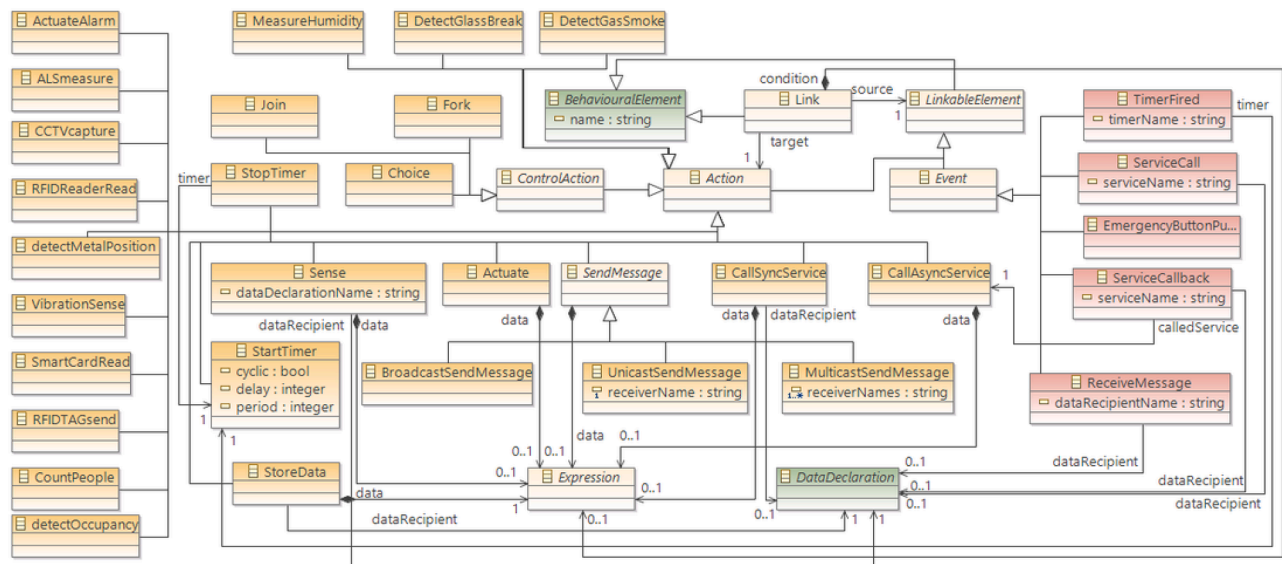 ActuateAlarm
MeasureHumidity
DetectGlassBreak
DetectGasSmoke
ALSmeasure
condition
Join
Fork
BehaviouralElement
name : string
Link
source
LinkableElement
1
TimerFired
timerName : string
timer
CCTVcapture
target
1
ServiceCall
serviceName : string
RFIDReaderRead
timer
StopTimer
Choice
ControlAction
Action
Event
detectMetalPosition
EmergencyButtonPu...
Sense
dataDeclarationName : string
Actuate
SendMessage
CallSyncService
CallAsyncService
1
ServiceCallback
serviceName : string
VibrationSense
dataRecipient
data
data
data
dataRecipient
data
calledService
StartTimer
cyclic : bool
delay : integer
period : integer
SmartCardRead
BroadcastSendMessage
UnicastSendMessage
1
receiverName : string
MulticastSendMessage
1..*
receiverNames : string
ReceiveMessage
dataRecipientName : string
RFIDTAGsend
1
1
data
0..1
0..1
0..1
0..1
0..1
dataRecipient
CountPeople
StoreData
data
1
Expression
0..1
DataDeclaration
0..1
0..1
dataRecipient
dataRecipient
detectOccupancy
dataRecipient
0..1
0..1
1
1